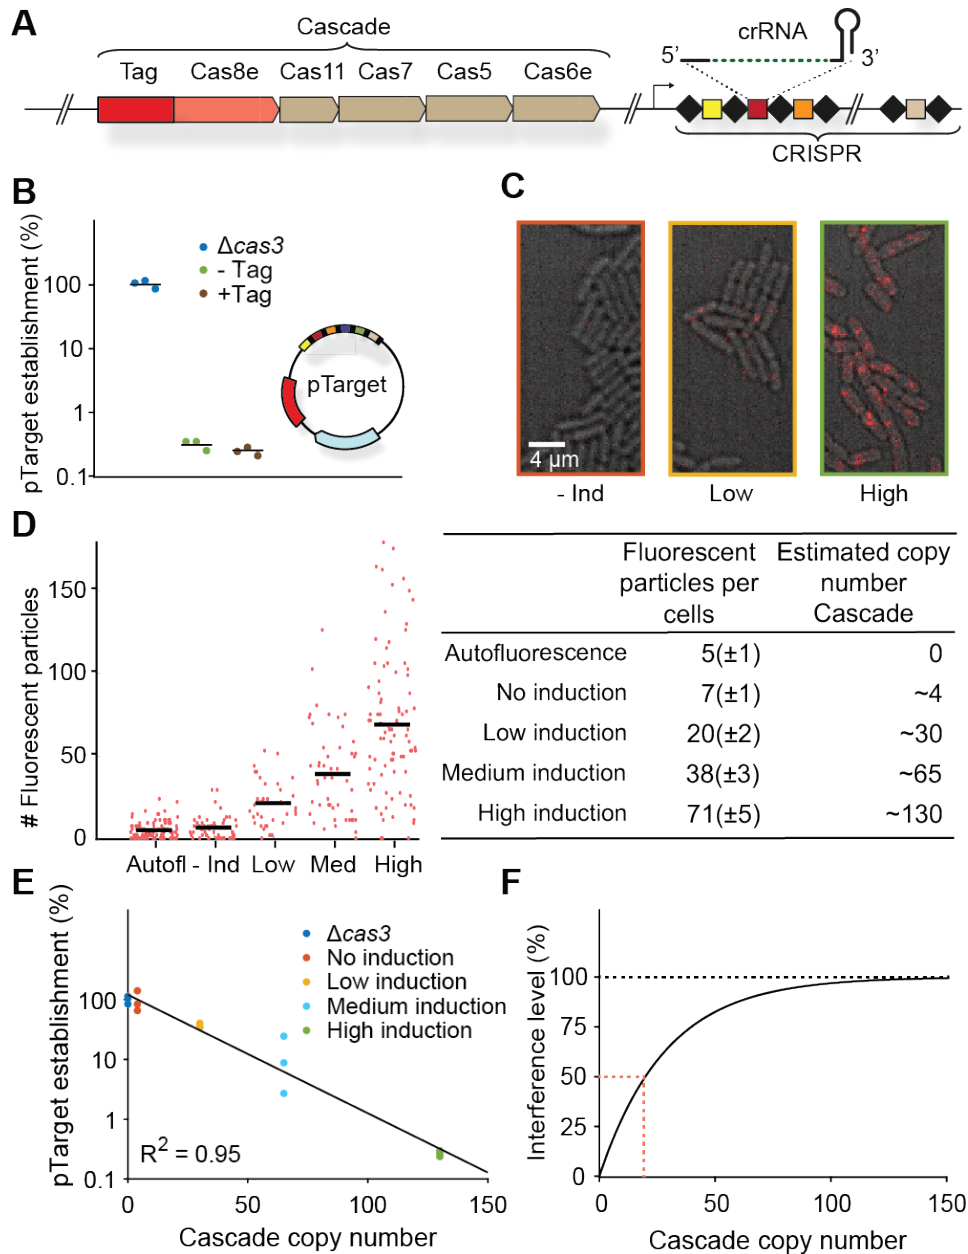 A
Cascade
Tag Cas8e Cas11 Cas7 Cas5 Cas6e
crRNA
5' 3'
CRISPR
B
pTarget establishment (%)
100
10
1
0.1
Δcas3
- Tag
+Tag
pTarget
C
4 μm
- Ind Low High
D
# Fluorescent particles
150
100
50
0
Autofl - Ind Low Med High
Fluorescent particles per cells Estimated copy number Cascade
Autofluorescence 5(±1) 0
No induction 7(±1) ~4
Low induction 20(±2) ~30
Medium induction 38(±3) ~65
High induction 71(±5) ~130
E
pTarget establishment (%)
100
10
1
0.1
Δcas3
No induction
Low induction
Medium induction
High induction
R² = 0.95
0 50 100 150
Cascade copy number
F
Interference level (%)
100
75
50
25
0
0 50 100 150
Cascade copy number